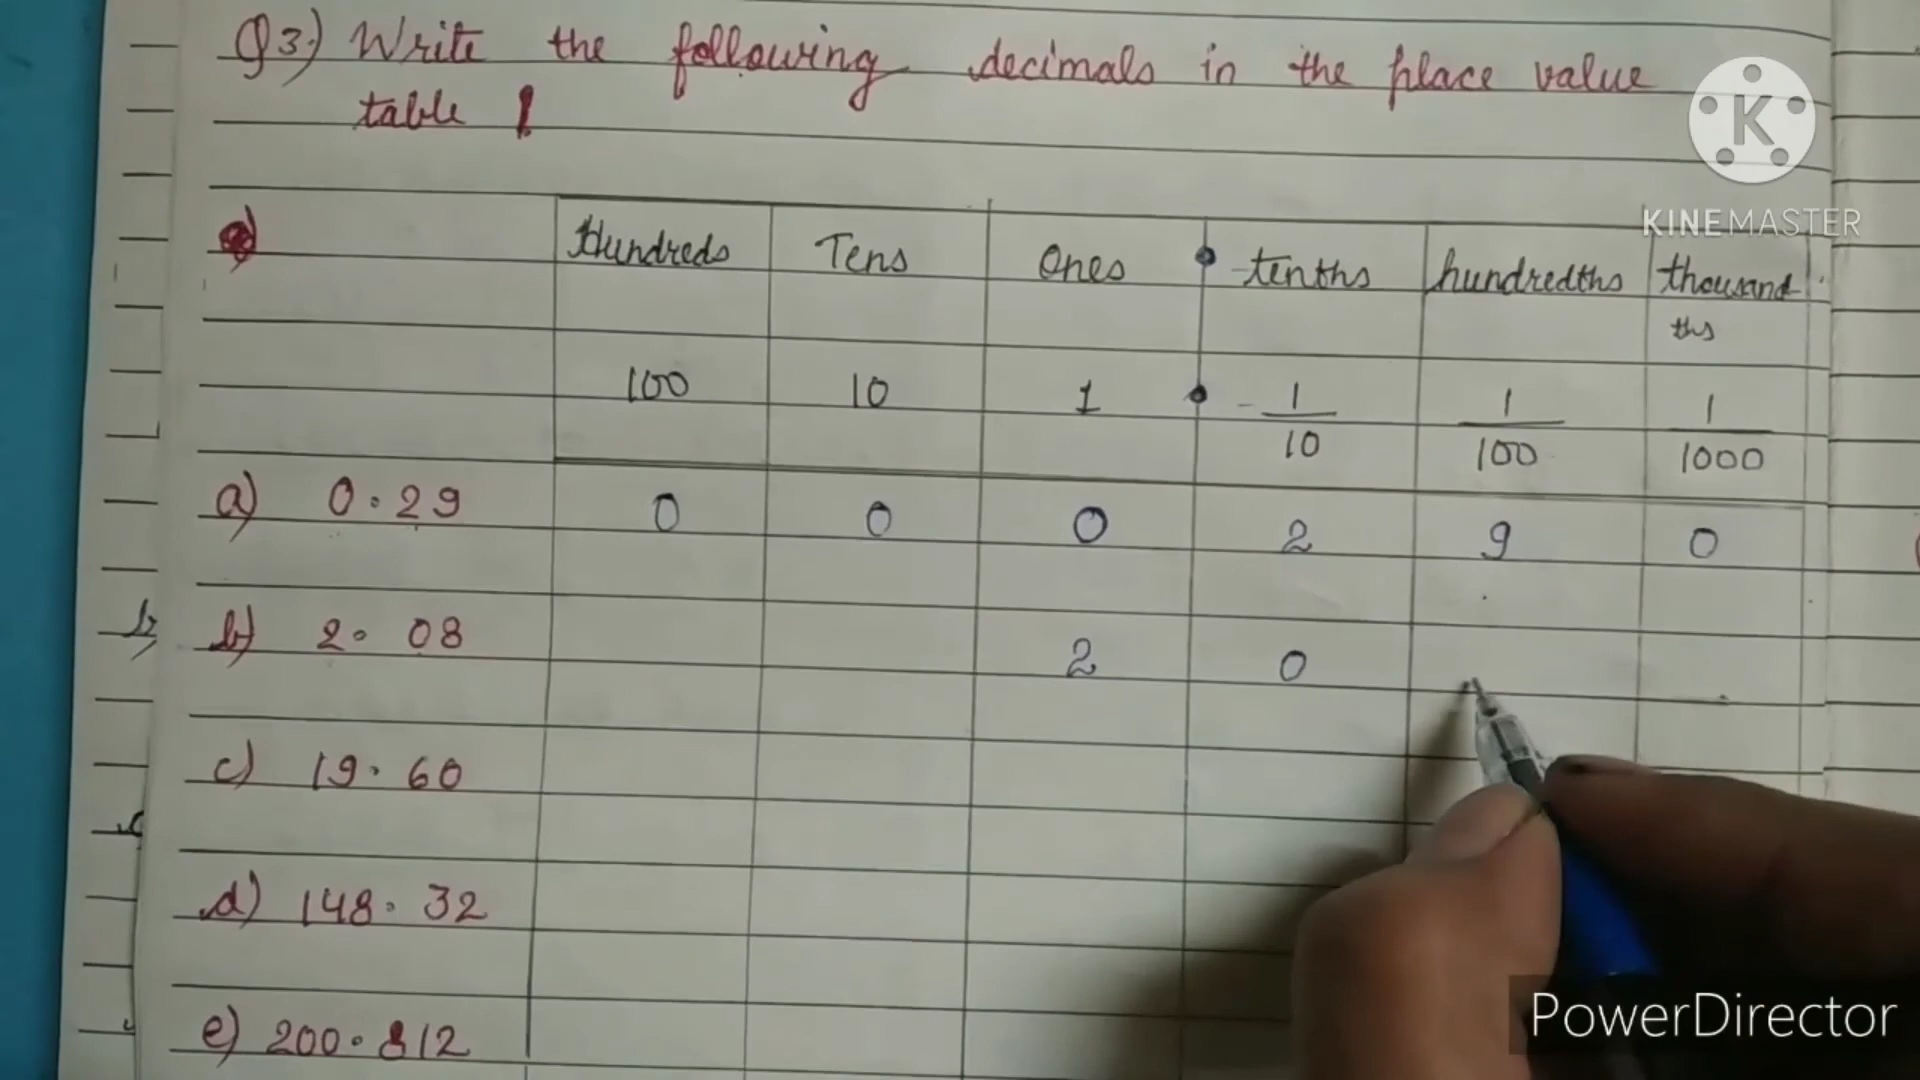 Q3.) Write the following decimals in the place value
table !
KINEMASTER
Hundreds Tens Ones • tenths hundredths thousand
ths
100 10 1 • 1/10 1/100 1/1000
a) 0.29 0 0 0 2 9 0
b) 2.08 2 0
c) 19.60
d) 148.32
e) 200.812
PowerDirector